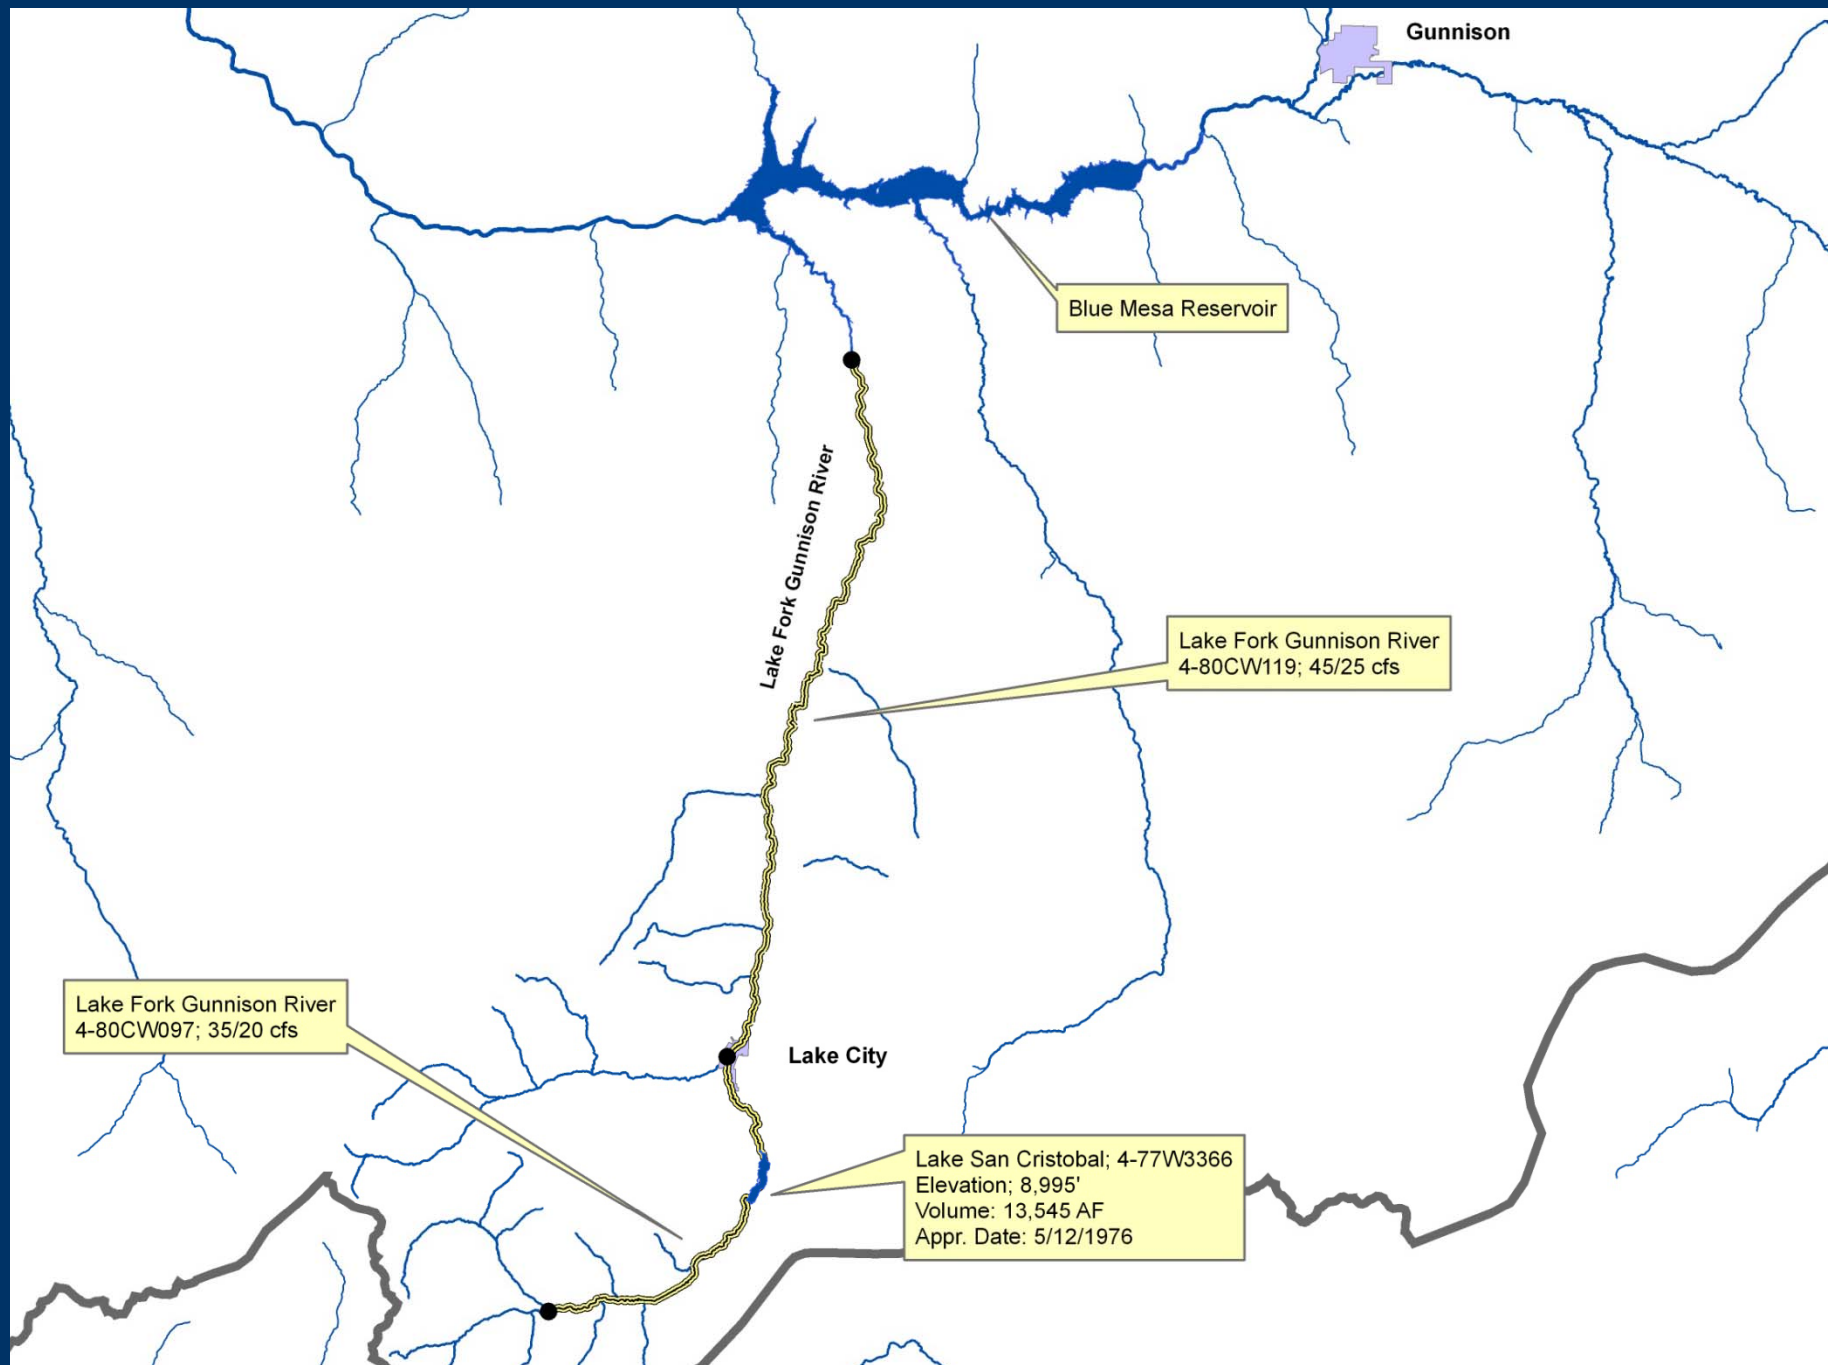 Gunnison
Blue Mesa Reservoir
Lake Fork Gunnison River
Lake Fork Gunnison River
4-80CW119; 45/25 cfs
Lake Fork Gunnison River
4-80CW097; 35/20 cfs
Lake City
Lake San Cristobal; 4-77W3366
Elevation; 8,995'
Volume: 13,545 AF
Appr. Date: 5/12/1976